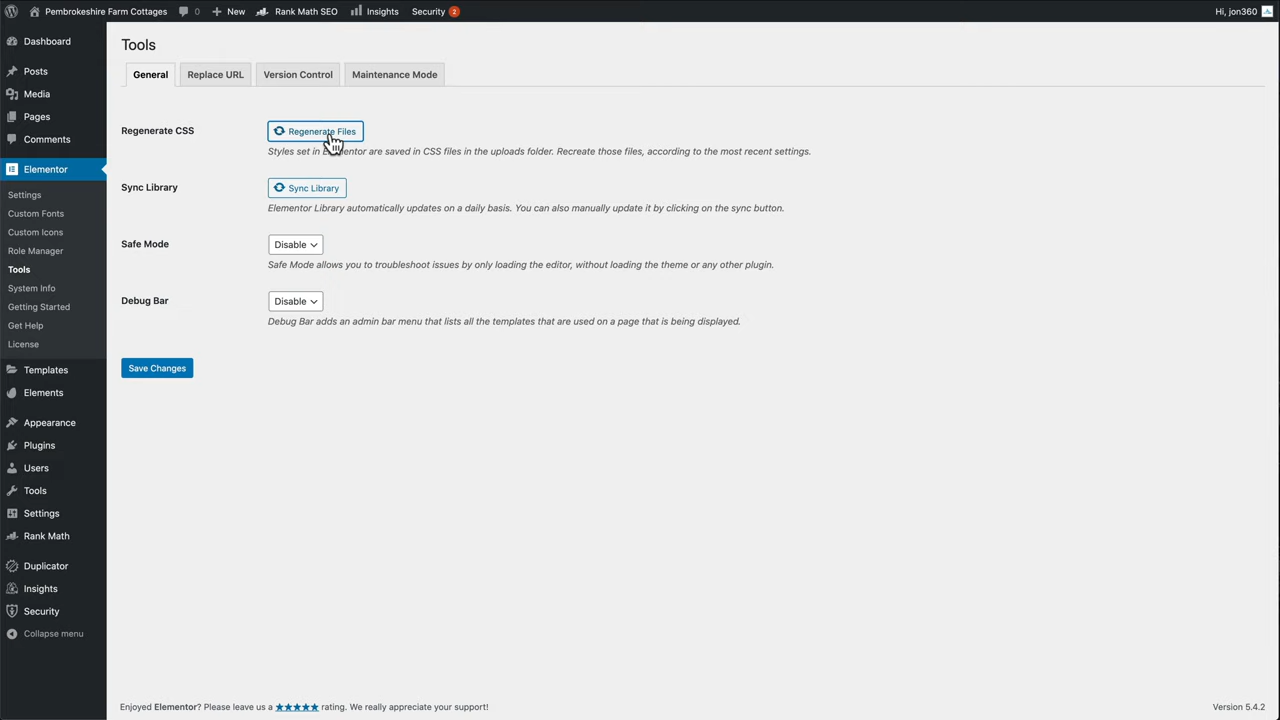 Pembrokeshire Farm Cottages 0 New Rank Math SEO Insights Security 2 Hi, jon360
Dashboard
Posts
Media
Pages
Comments
Elementor
Settings
Custom Fonts
Custom Icons
Role Manager
Tools
System Info
Getting Started
Get Help
License
Templates
Elements
Appearance
Plugins
Users
Tools
Settings
Rank Math
Duplicator
Insights
Security
Collapse menu
Tools
General Replace URL Version Control Maintenance Mode
Regenerate CSS Regenerate Files
Styles set in Elementor are saved in CSS files in the uploads folder. Recreate those files, according to the most recent settings.
Sync Library Sync Library
Elementor Library automatically updates on a daily basis. You can also manually update it by clicking on the sync button.
Safe Mode Disable
Safe Mode allows you to troubleshoot issues by only loading the editor, without loading the theme or any other plugin.
Debug Bar Disable
Debug Bar adds an admin bar menu that lists all the templates that are used on a page that is being displayed.
Save Changes
Enjoyed Elementor? Please leave us a ★★★★★ rating. We really appreciate your support! Version 5.4.2